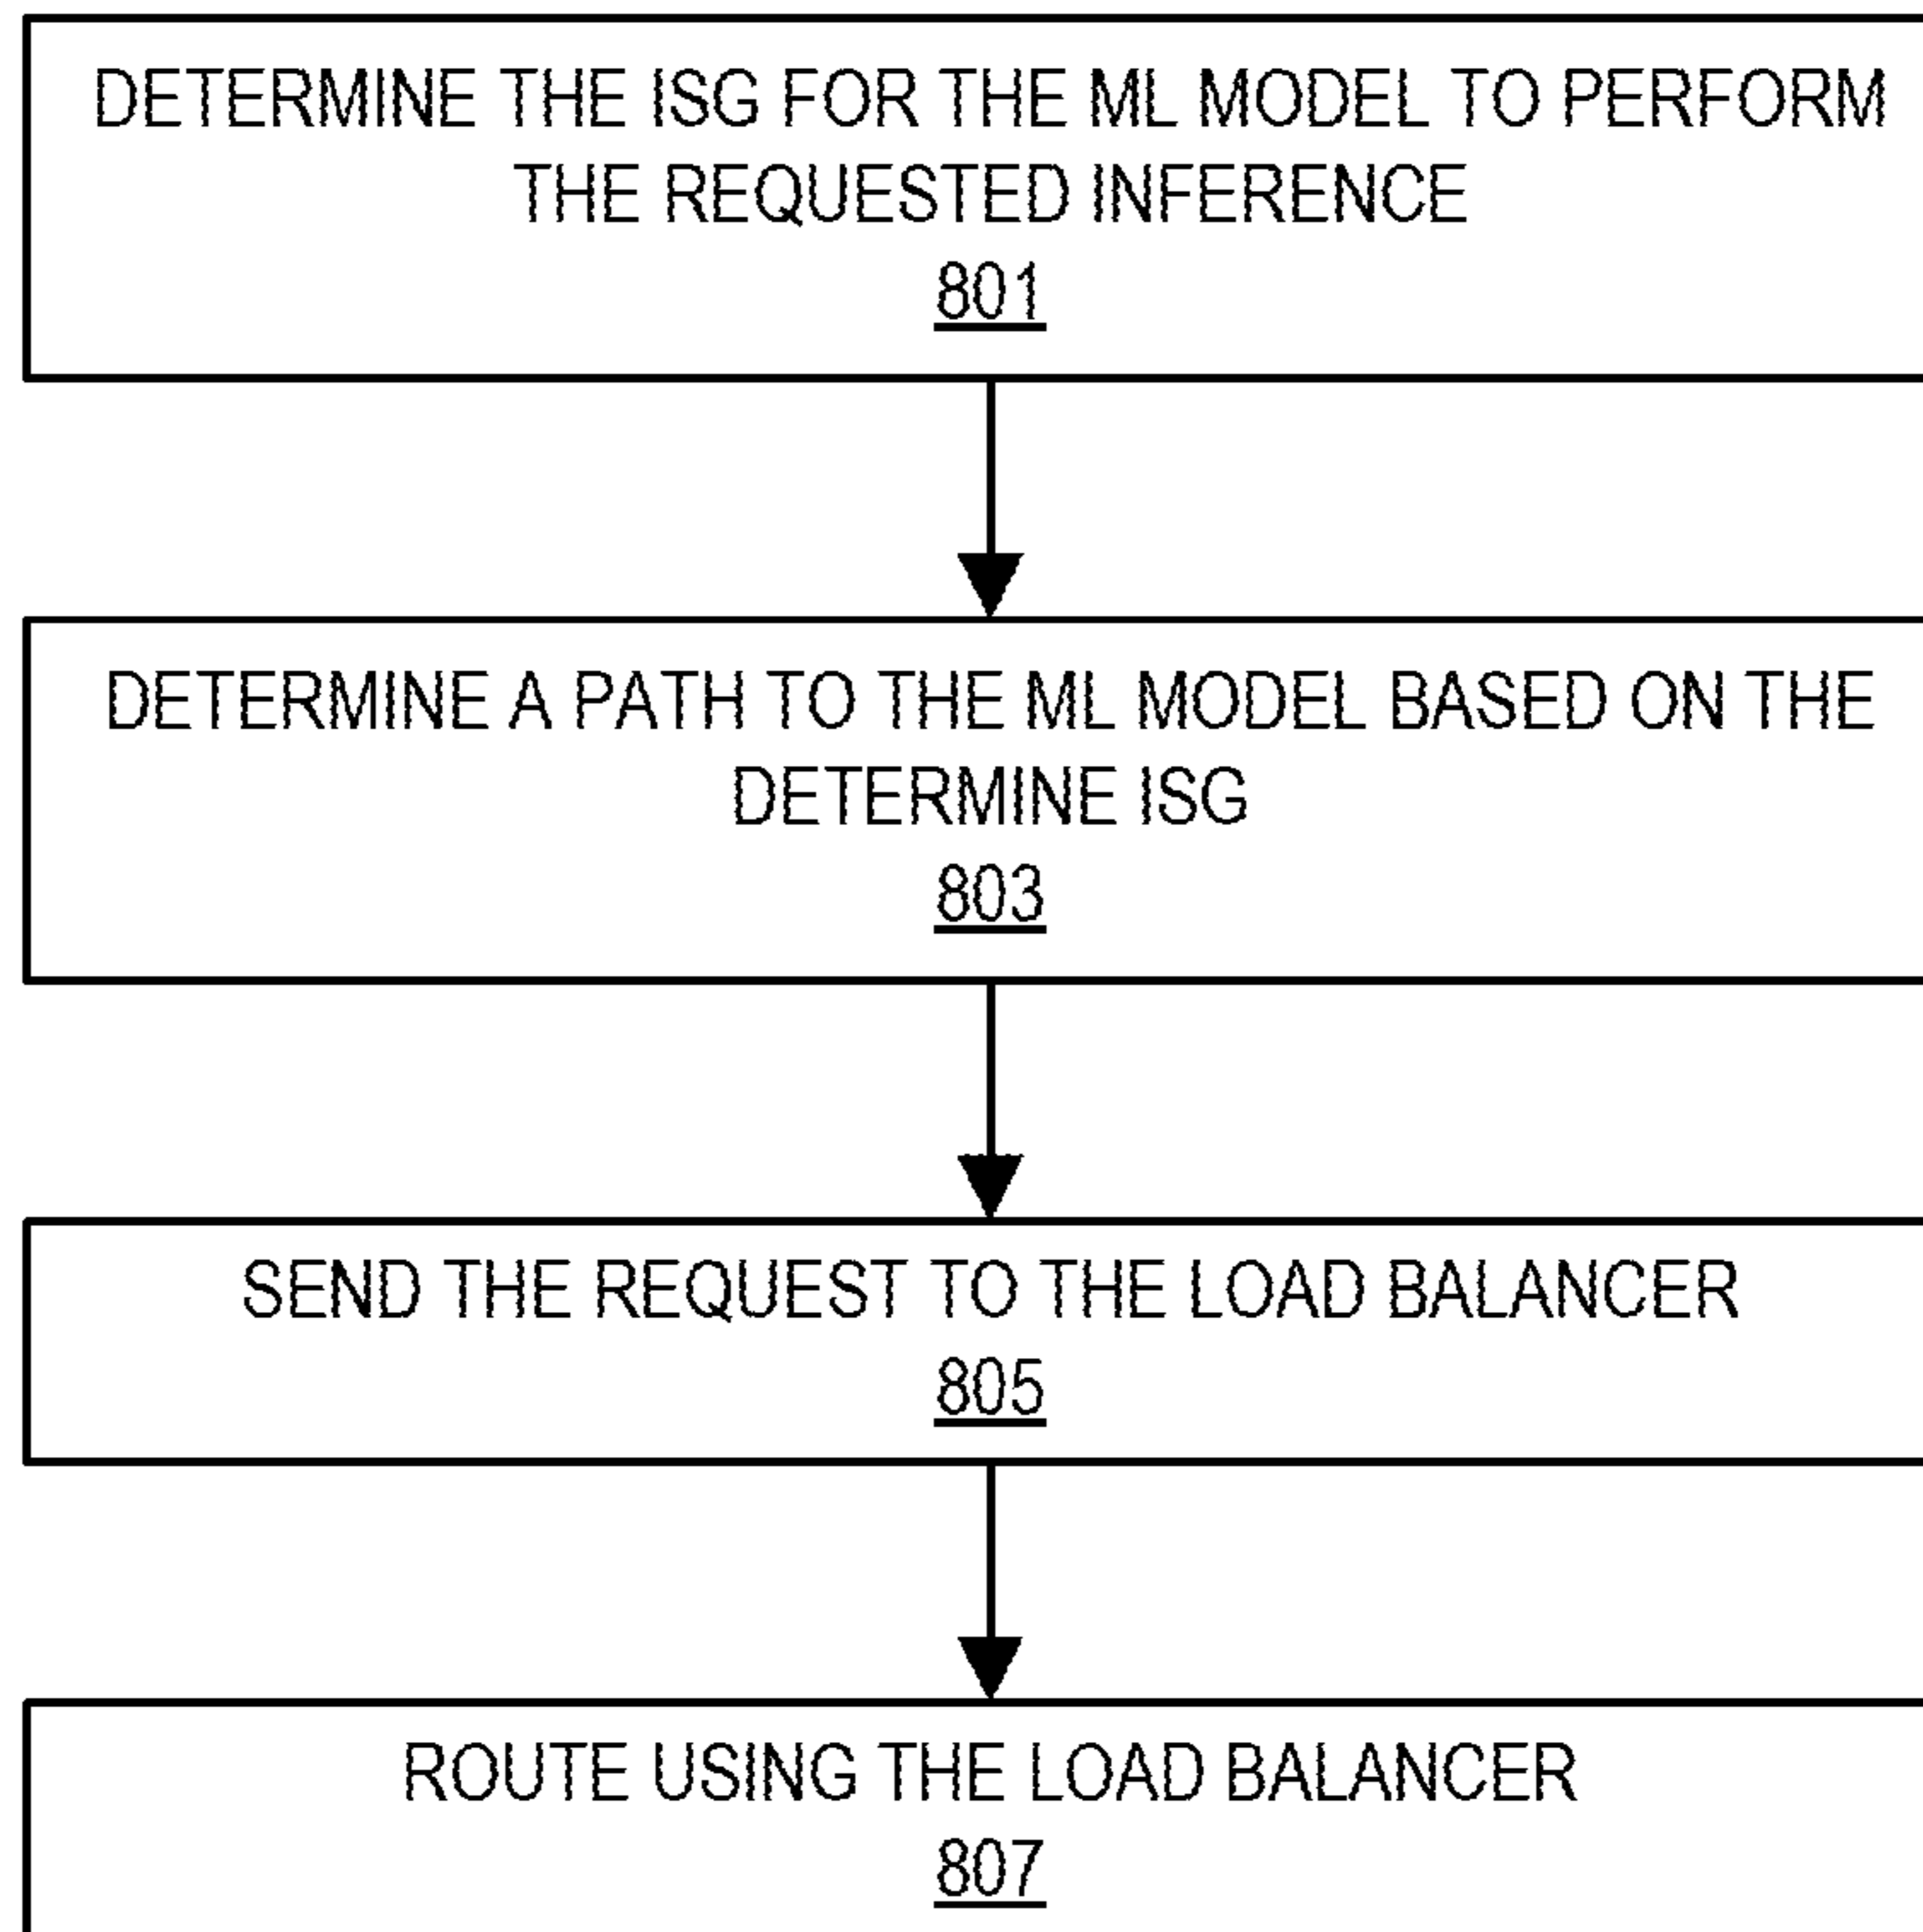 DETERMINE THE ISG FOR THE ML MODEL TO PERFORM
THE REQUESTED INFERENCE
801
DETERMINE A PATH TO THE ML MODEL BASED ON THE
DETERMINE ISG
803
SEND THE REQUEST TO THE LOAD BALANCER
805
ROUTE USING THE LOAD BALANCER
807